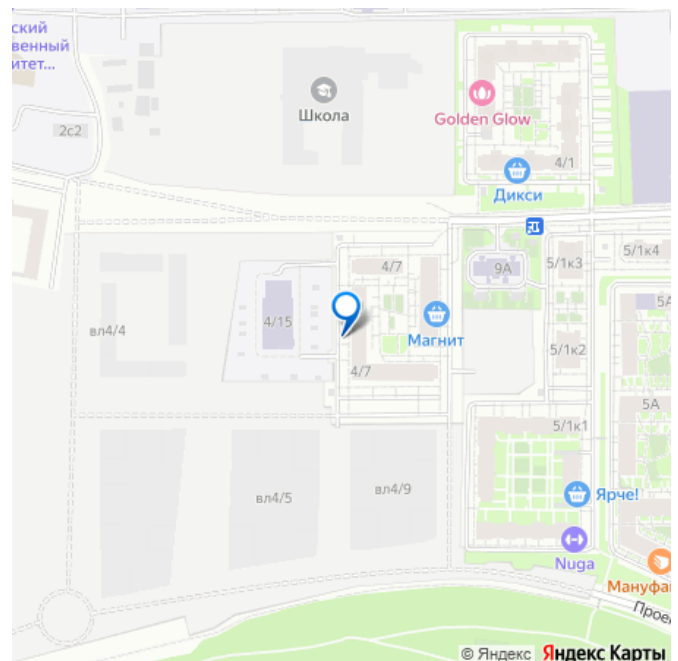 ский
венный
итет...
2с2
Школа
Golden Glow
4/1
Дикси
4/7
9А
5/1к3
5/1к4
5А
4/15
вл4/4
Магнит
5/1к2
4/7
5А
5/1к1
вл4/5
вл4/9
Ярче!
Nuga
Мануфа
Прое
© Яндекс Яндекс Карты